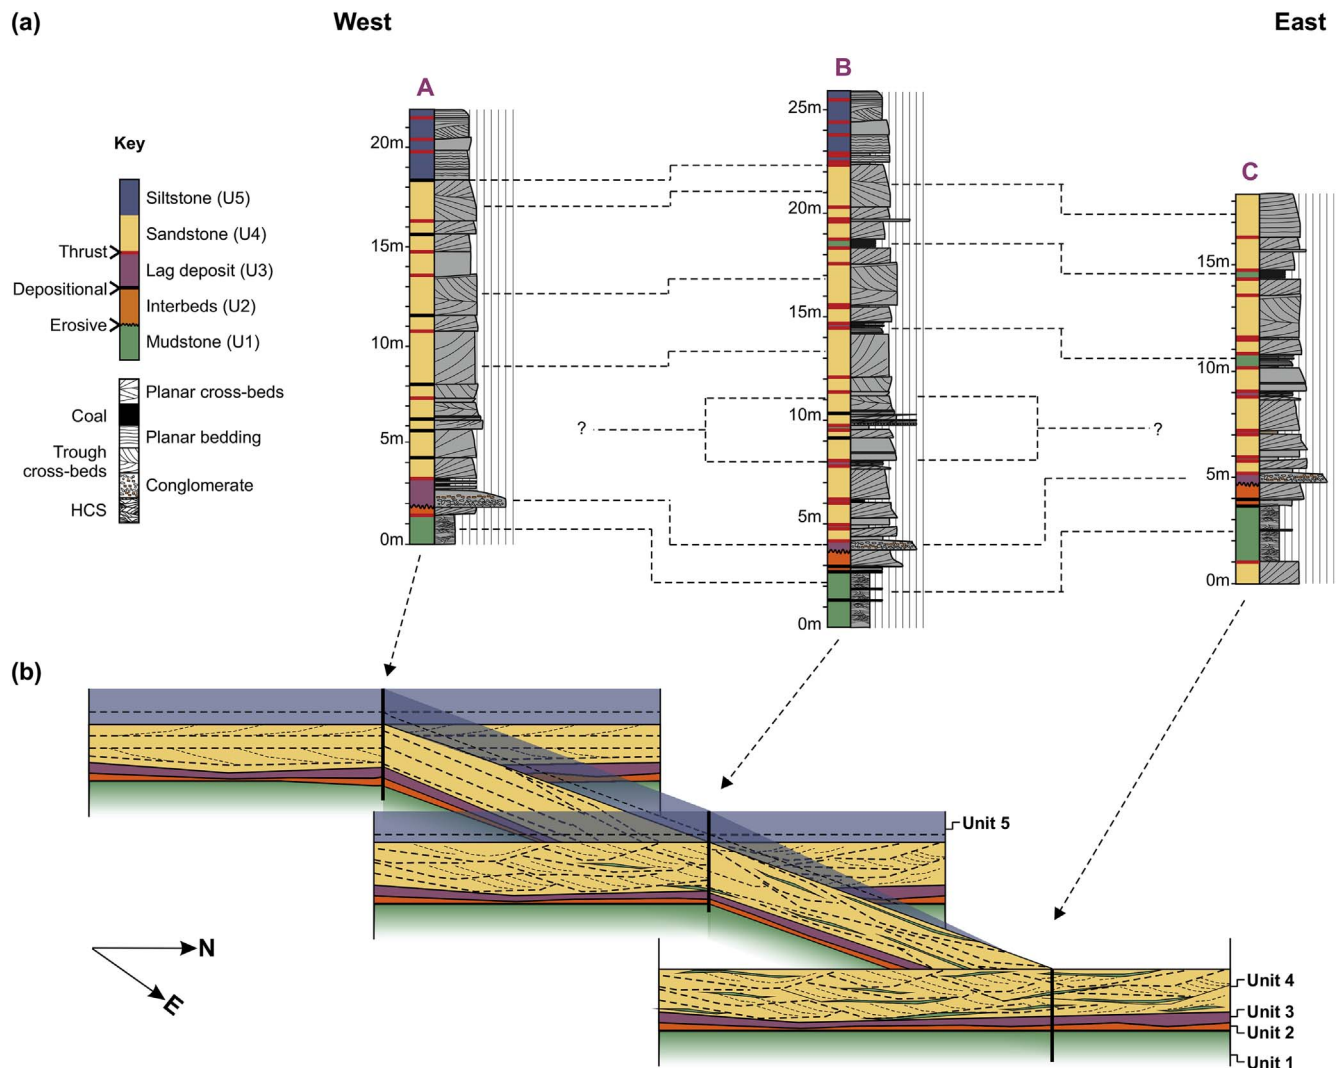 (a)
West
East
A
B
C
Key
Siltstone (U5)
Sandstone (U4)
Thrust
Lag deposit (U3)
Depositional
Interbeds (U2)
Erosive
Mudstone (U1)
Planar cross-beds
Coal
Planar bedding
Trough
cross-beds
Conglomerate
HCS
20m
15m
10m
5m
0m
?
25m
20m
15m
10m
5m
0m
?
15m
10m
5m
0m
(b)
Unit 5
N
E
Unit 4
Unit 3
Unit 2
Unit 1